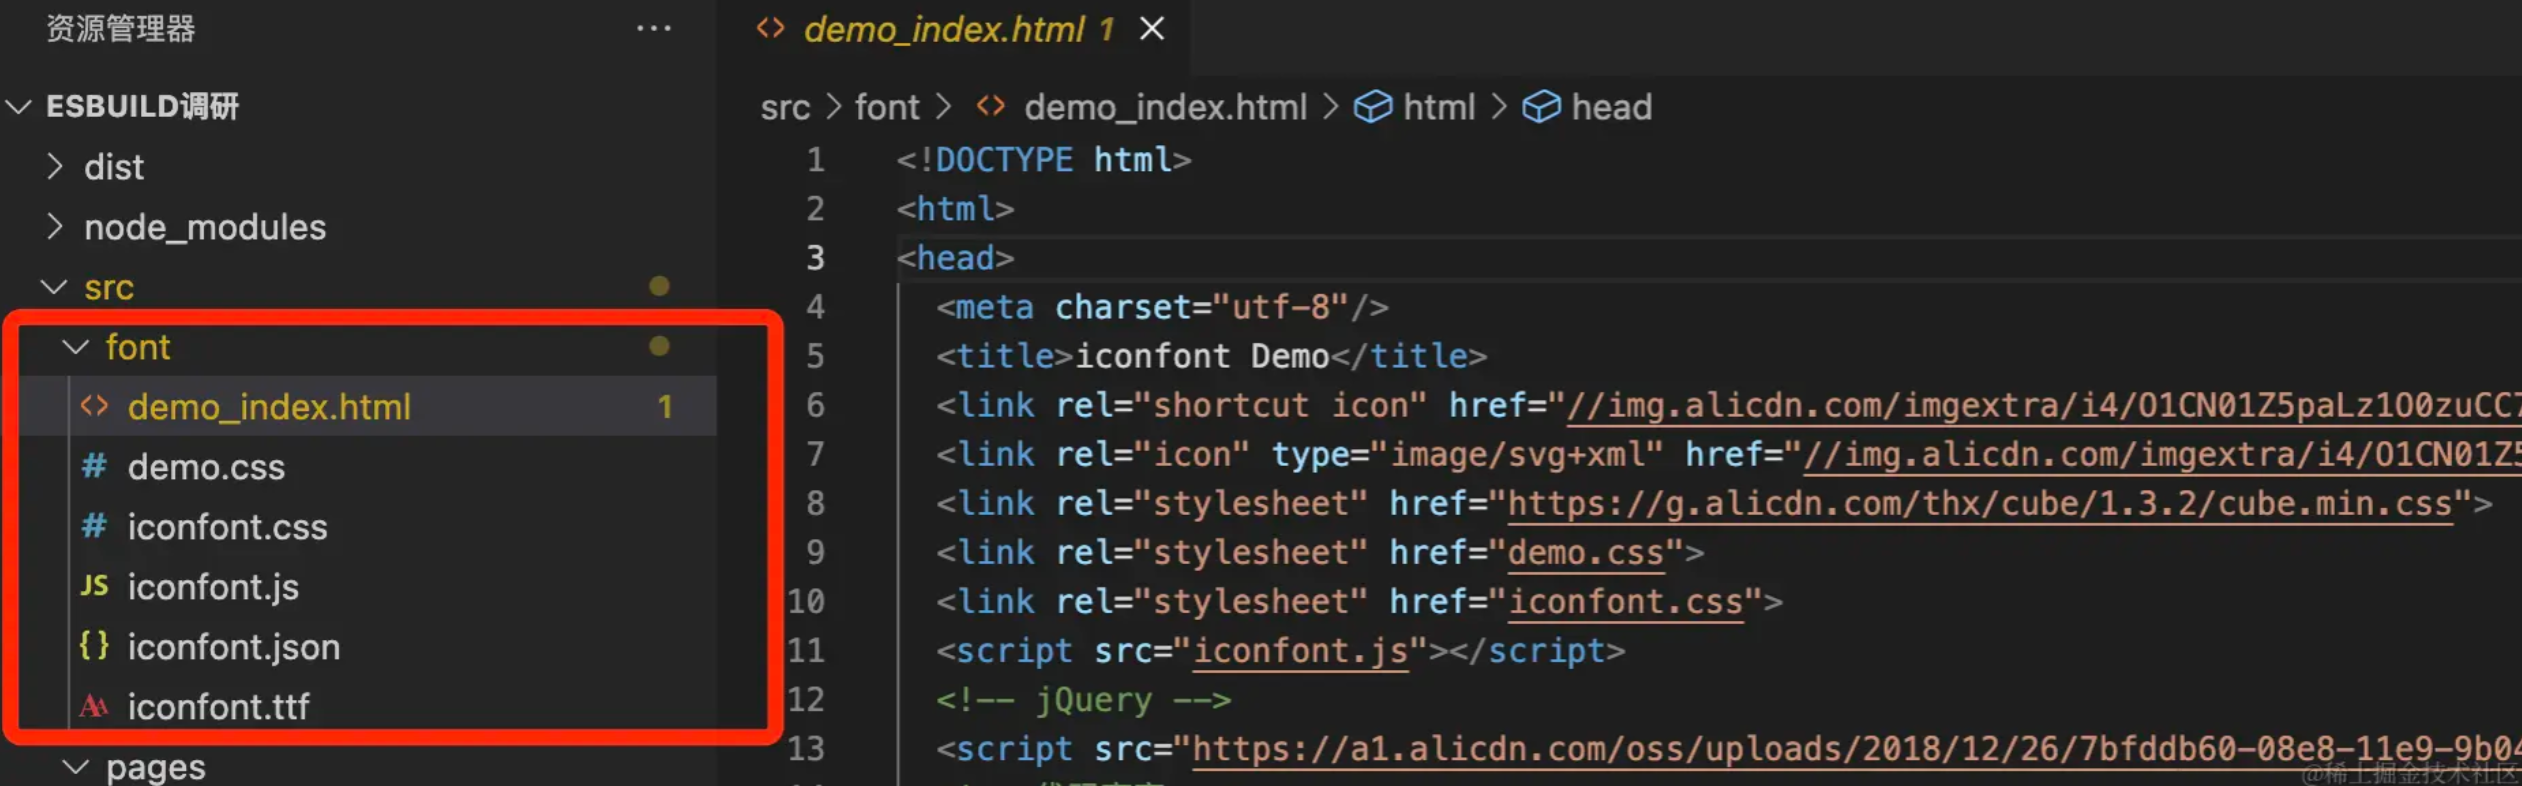 资源管理器 ···
ESBUILD调研
dist
node_modules
src
font
demo_index.html 1
demo.css
iconfont.css
JS iconfont.js
{} iconfont.json
iconfont.ttf
pages
demo_index.html 1
src > font > demo_index.html > html > head
1 <!DOCTYPE html>
2 <html>
3 <head>
4 <meta charset="utf-8"/>
5 <title>iconfont Demo</title>
6 <link rel="shortcut icon" href="//img.alicdn.com/imgextra/i4/O1CN01Z5paLz1O0zuCC7
7 <link rel="icon" type="image/svg+xml" href="//img.alicdn.com/imgextra/i4/O1CN01Z5
8 <link rel="stylesheet" href="https://g.alicdn.com/thx/cube/1.3.2/cube.min.css">
9 <link rel="stylesheet" href="demo.css">
10 <link rel="stylesheet" href="iconfont.css">
11 <script src="iconfont.js"></script>
12 <!-- jQuery -->
13 <script src="https://a1.alicdn.com/oss/uploads/2018/12/26/7bfddb60-08e8-11e9-9b04
@稀土掘金技术社区